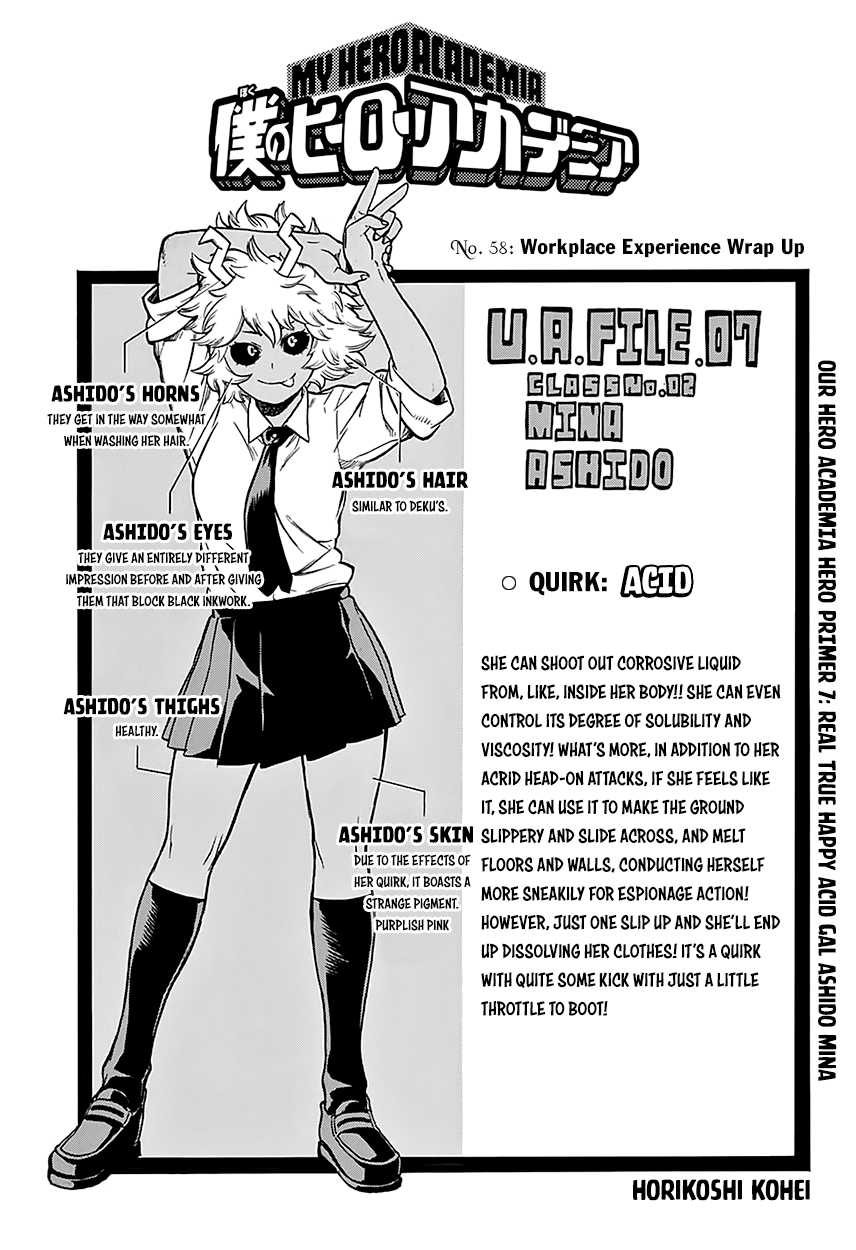 MY HERO ACADEMIA
ぼく
僕のヒーローアカデミア
No. 58: Workplace Experience Wrap Up
U.A.FILE.07
CLASS No.02
MINA
ASHIDO
ASHIDO'S HORNS
THEY GET IN THE WAY SOMEWHAT
WHEN WASHING HER HAIR.
ASHIDO'S HAIR
SIMILAR TO DEKU'S.
ASHIDO'S EYES
THEY GIVE AN ENTIRELY DIFFERENT
IMPRESSION BEFORE AND AFTER GIVING
THEM THAT BLOCK BLACK INKWORK.
ASHIDO'S THIGHS
HEALTHY.
ASHIDO'S SKIN
DUE TO THE EFFECTS OF
HER QUIRK, IT BOASTS A
STRANGE PIGMENT.
PURPLISH PINK
○ QUIRK: ACID
SHE CAN SHOOT OUT CORROSIVE LIQUID
FROM, LIKE, INSIDE HER BODY!! SHE CAN EVEN
CONTROL ITS DEGREE OF SOLUBILITY AND
VISCOSITY! WHAT'S MORE, IN ADDITION TO HER
ACRID HEAD-ON ATTACKS, IF SHE FEELS LIKE
IT, SHE CAN USE IT TO MAKE THE GROUND
SLIPPERY AND SLIDE ACROSS, AND MELT
FLOORS AND WALLS, CONDUCTING HERSELF
MORE SNEAKILY FOR ESPIONAGE ACTION!
HOWEVER, JUST ONE SLIP UP AND SHE'LL END
UP DISSOLVING HER CLOTHES! IT'S A QUIRK
WITH QUITE SOME KICK WITH JUST A LITTLE
THROTTLE TO BOOT!
OUR HERO ACADEMIA HERO PRIMER 7: REAL TRUE HAPPY ACID GAL ASHIDO MINA
HORIKOSHI KOHEI